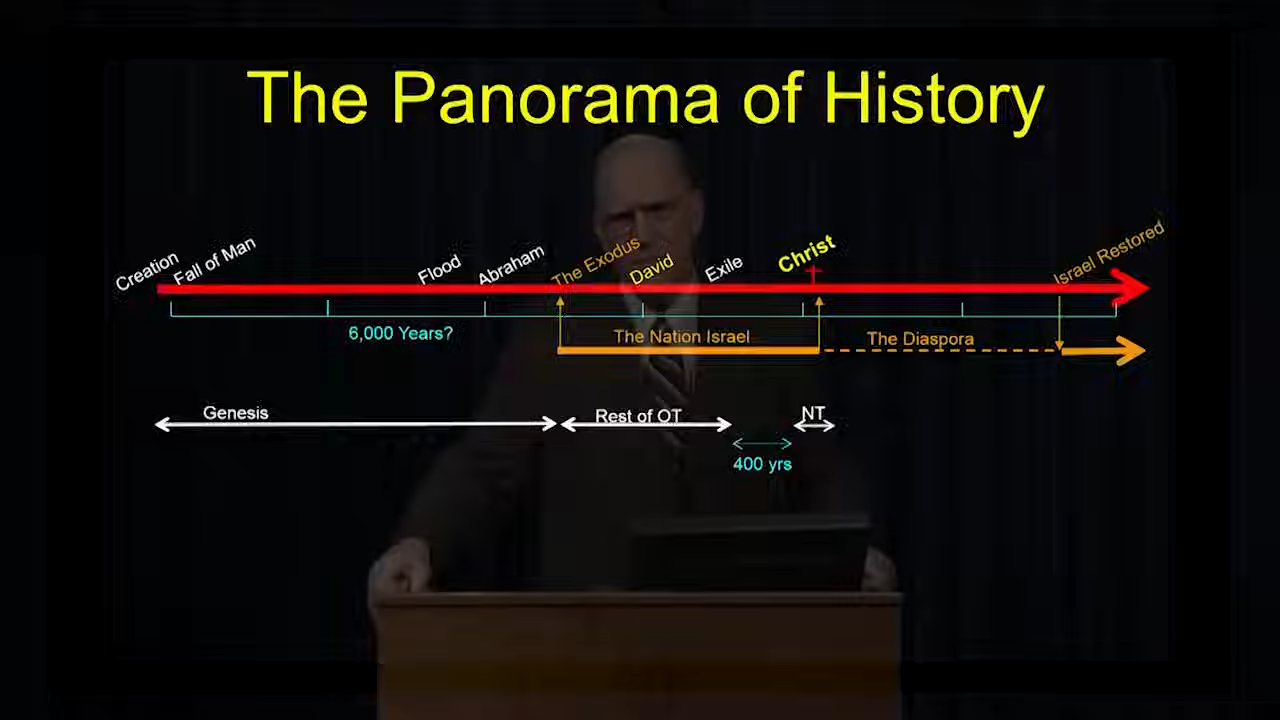 The Panorama of History
Creation
Fall of Man
Flood
Abraham
The Exodus
David
Exile
Christ
Israel Restored
6,000 Years?
The Nation Israel
The Diaspora
Genesis
Rest of OT
NT
400 yrs